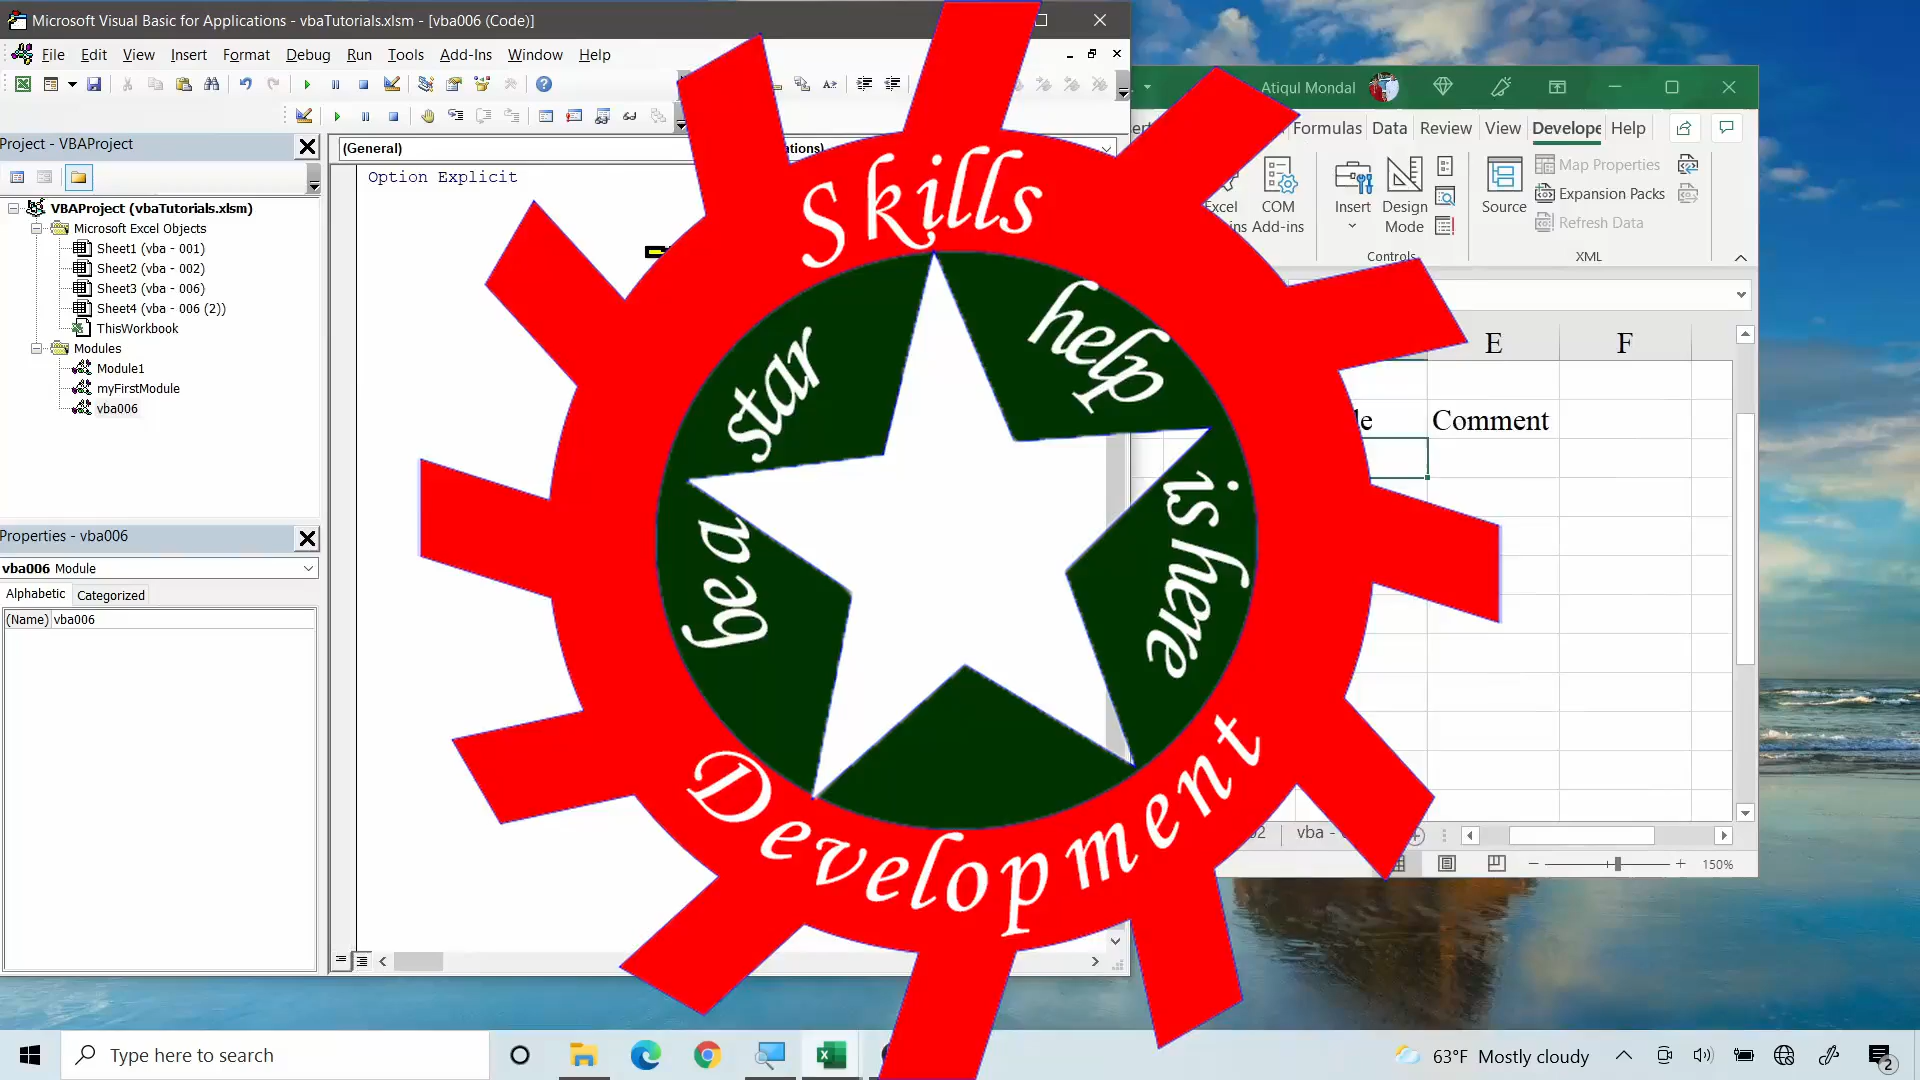 Microsoft Visual Basic for Applications - vbaTutorials.xlsm - [vba006 (Code)]
File Edit View Insert Format Debug Run Tools Add-Ins Window Help
Project - VBAProject
VBAProject (vbaTutorials.xlsm)
Microsoft Excel Objects
Sheet1 (vba - 001)
Sheet2 (vba - 002)
Sheet3 (vba - 006)
Sheet4 (vba - 006 (2))
ThisWorkbook
Modules
Module1
myFirstModule
vba006
Properties - vba006
vba006 Module
Alphabetic Categorized
(Name) vba006
(General)
Option Explicit
Skills
star help
be a is here
Development
Atiqul Mondal
Formulas Data Review View Develope Help
Excel COM Insert Design Source
Add-ins Mode
Map Properties
Expansion Packs
Refresh Data
Controls XML
E F
Comment
vba -
150%
Type here to search
63°F Mostly cloudy
2